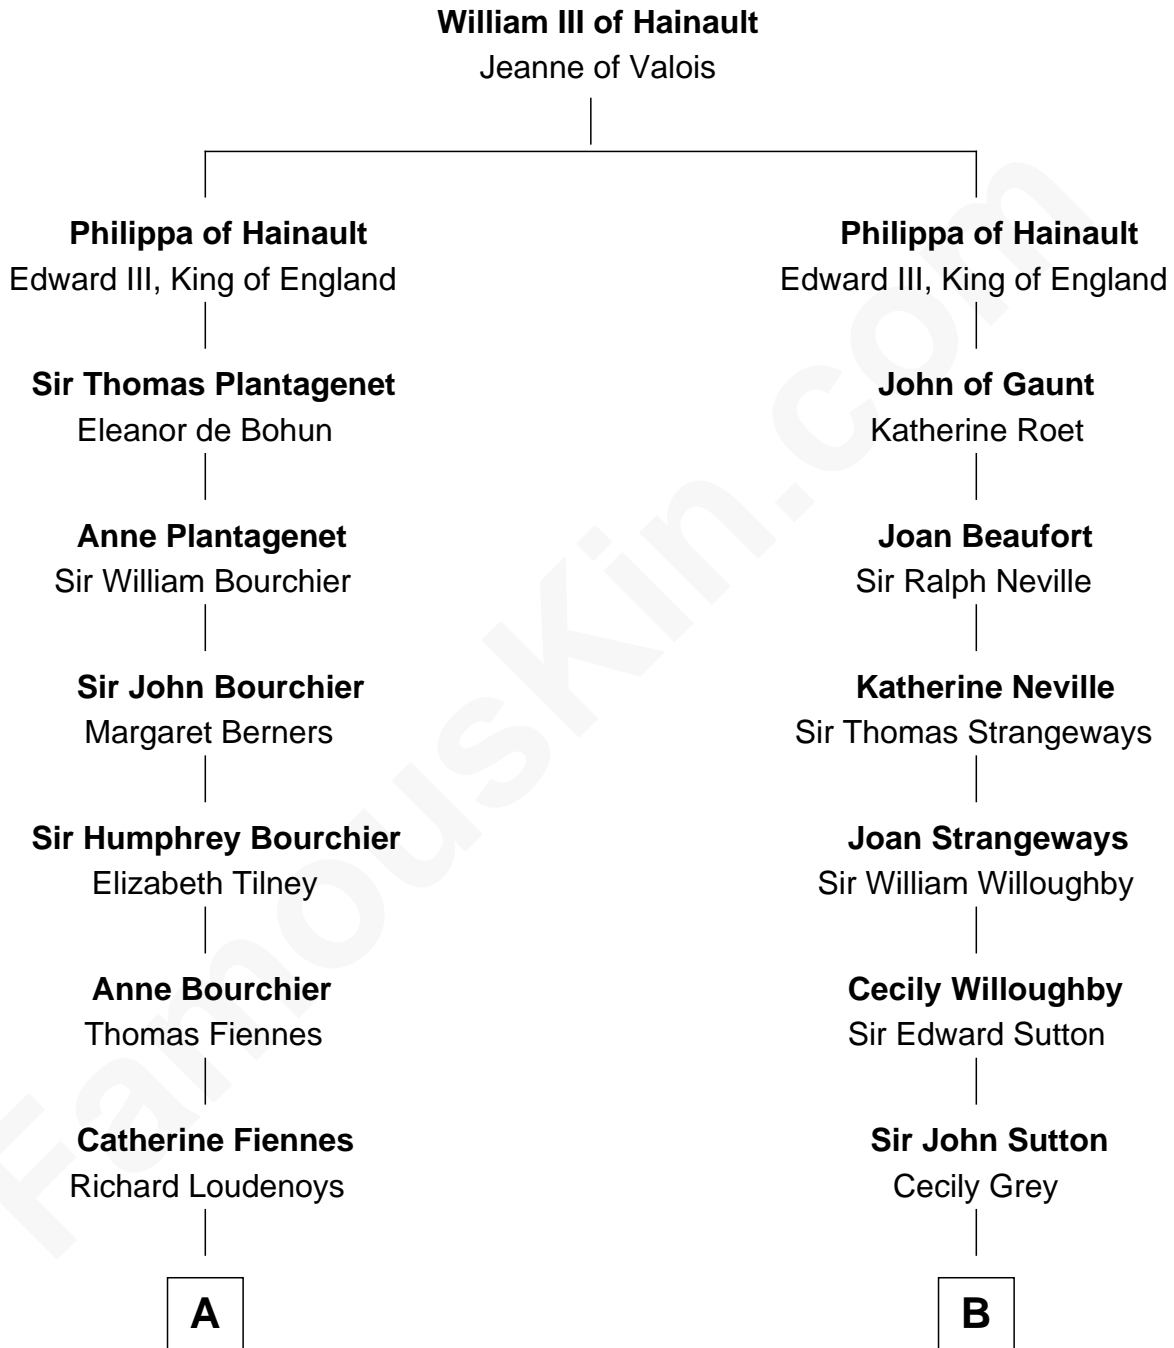 William III of Hainault
Jeanne of Valois
Philippa of Hainault
Edward III, King of England
Sir Thomas Plantagenet
Eleanor de Bohun
Anne Plantagenet
Sir William Bourchier
Sir John Bourchier
Margaret Berners
Sir Humphrey Bourchier
Elizabeth Tilney
Anne Bourchier
Thomas Fiennes
Catherine Fiennes
Richard Loudenoys
A
Philippa of Hainault
Edward III, King of England
John of Gaunt
Katherine Roet
Joan Beaufort
Sir Ralph Neville
Katherine Neville
Sir Thomas Strangeways
Joan Strangeways
Sir William Willoughby
Cecily Willoughby
Sir Edward Sutton
Sir John Sutton
Cecily Grey
B
FamousKin.com